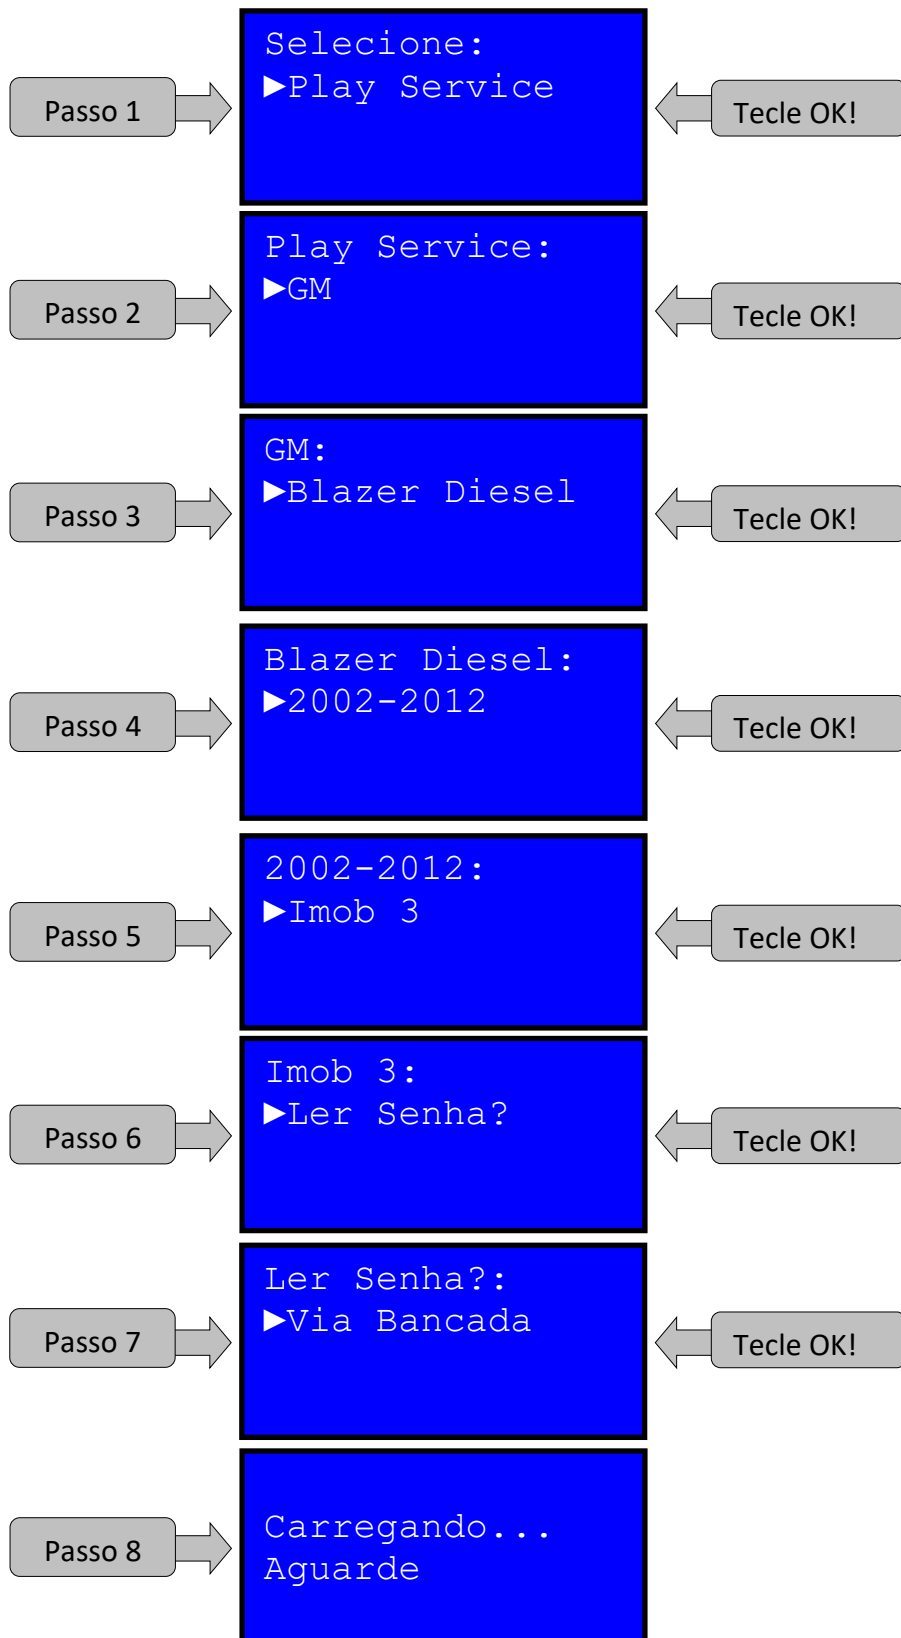 Selecione:
Passo 1
►Play Service
Tecle OK!
Play Service:
Passo 2
►GM
Tecle OK!
GM:
Passo 3
►Blazer Diesel
Tecle OK!
Blazer Diesel:
Passo 4
►2002-2012
Tecle OK!
2002-2012:
Passo 5
►Imob 3
Tecle OK!
Imob 3:
Passo 6
►Ler Senha?
Tecle OK!
Ler Senha?:
Passo 7
►Via Bancada
Tecle OK!
Passo 8
Carregando...
Aguarde